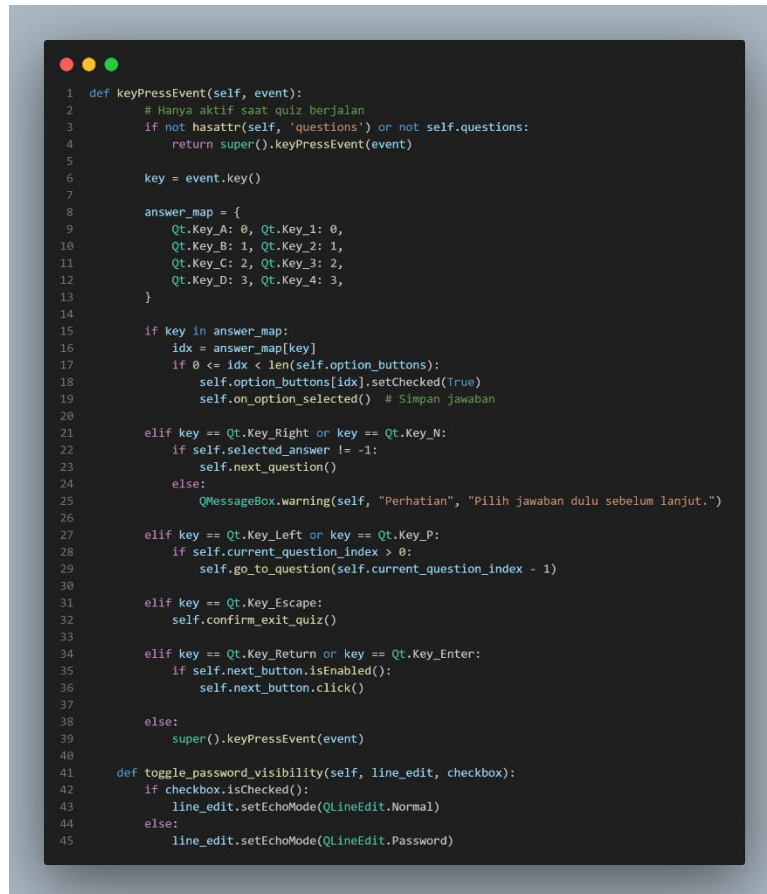 1 def keyPressEvent(self, event):
2 # Hanya aktif saat quiz berjalan
3 if not hasattr(self, 'questions') or not self.questions:
4 return super().keyPressEvent(event)
5
6 key = event.key()
7
8 answer_map = {
9 Qt.Key_A: 0, Qt.Key_1: 0,
10 Qt.Key_B: 1, Qt.Key_2: 1,
11 Qt.Key_C: 2, Qt.Key_3: 2,
12 Qt.Key_D: 3, Qt.Key_4: 3,
13 }
14
15 if key in answer_map:
16 idx = answer_map[key]
17 if 0 <= idx < len(self.option_buttons):
18 self.option_buttons[idx].setChecked(True)
19 self.on_option_selected() # Simpan jawaban
20
21 elif key == Qt.Key_Right or key == Qt.Key_N:
22 if self.selected_answer != -1:
23 self.next_question()
24 else:
25 QMessageBox.warning(self, "Perhatian", "Pilih jawaban dulu sebelum lanjut.")
26
27 elif key == Qt.Key_Left or key == Qt.Key_P:
28 if self.current_question_index > 0:
29 self.go_to_question(self.current_question_index - 1)
30
31 elif key == Qt.Key_Escape:
32 self.confirm_exit_quiz()
33
34 elif key == Qt.Key_Return or key == Qt.Key_Enter:
35 if self.next_button.isEnabled():
36 self.next_button.click()
37
38 else:
39 super().keyPressEvent(event)
40
41 def toggle_password_visibility(self, line_edit, checkbox):
42 if checkbox.isChecked():
43 line_edit.setEchoMode(QLineEdit.Normal)
44 else:
45 line_edit.setEchoMode(QLineEdit.Password)